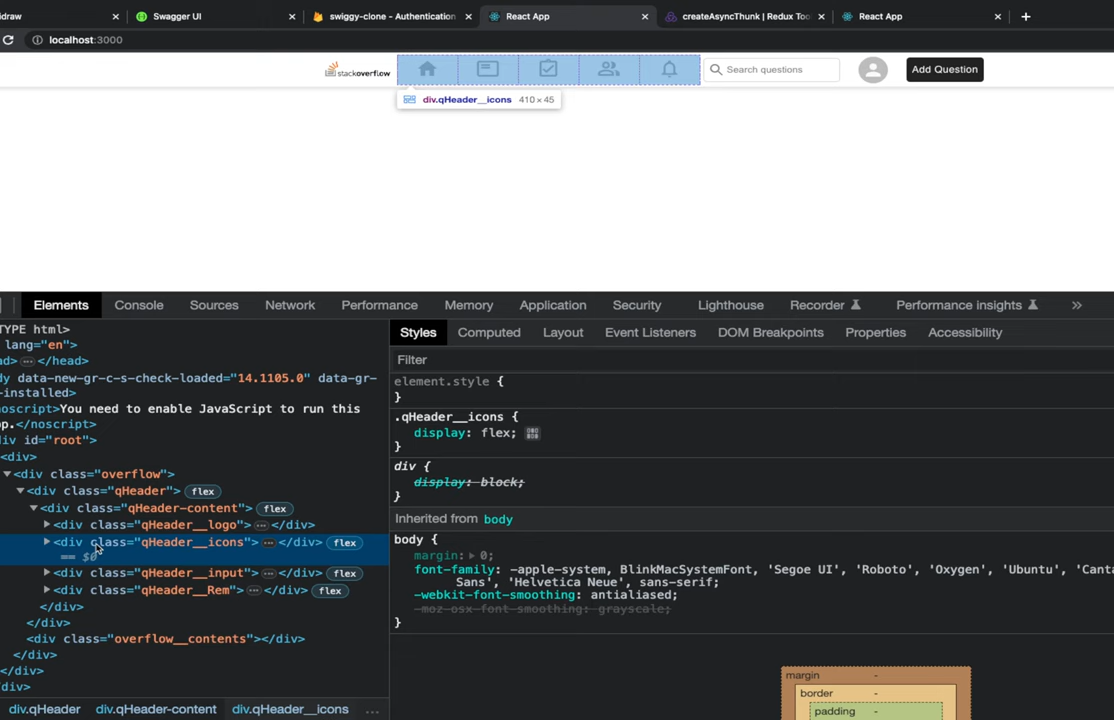 idraw
Swagger UI
swiggy-clone - Authentication
React App
createAsyncThunk | Redux Too
React App
localhost:3000
stackoverflow
Search questions
Add Question
div.qHeader__icons 410 × 45
Elements
Console
Sources
Network
Performance
Memory
Application
Security
Lighthouse
Recorder
Performance insights
»
TYPE html>
lang="en">
ad>…</head>
dy data-new-gr-c-s-check-loaded="14.1105.0" data-gr-
-installed>
noscript>You need to enable JavaScript to run this
pp.</noscript>
div id="root">
<div>
<div class="overflow">
<div class="qHeader"> flex
<div class="qHeader-content"> flex
<div class="qHeader__logo">…</div>
<div class="qHeader__icons">…</div> flex
== $0
<div class="qHeader__input">…</div> flex
<div class="qHeader__Rem">…</div> flex
</div>
</div>
<div class="overflow__contents"></div>
</div>
</div>
/div>
div.qHeader div.qHeader-content div.qHeader__icons …
Styles
Computed
Layout
Event Listeners
DOM Breakpoints
Properties
Accessibility
Filter
element.style {
}
.qHeader__icons {
display: flex;
}
div {
display: block;
}
Inherited from body
body {
margin: 0;
font-family: -apple-system, BlinkMacSystemFont, 'Segoe UI', 'Roboto', 'Oxygen', 'Ubuntu', 'Canta
Sans', 'Helvetica Neue', sans-serif;
-webkit-font-smoothing: antialiased;
-moz-osx-font-smoothing: grayscale;
}
margin -
border -
padding -